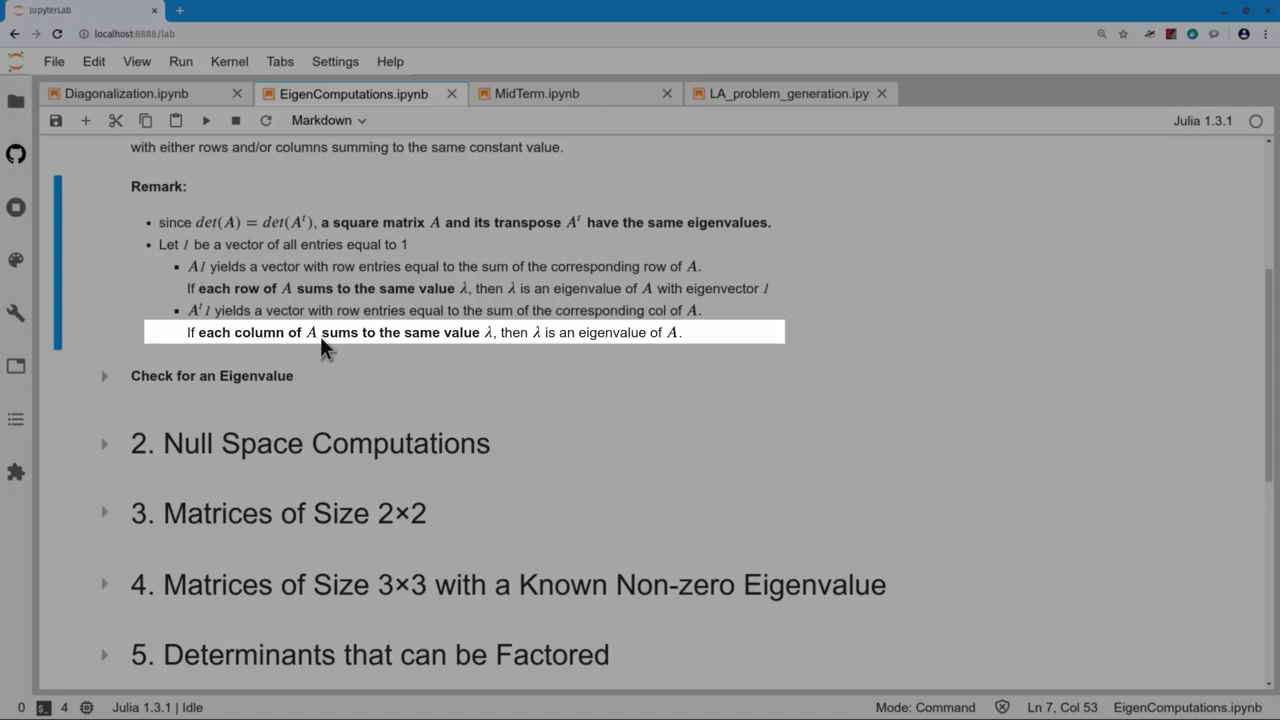 JupyterLab
localhost:8888/lab
File Edit View Run Kernel Tabs Settings Help
Diagonalization.ipynb EigenComputations.ipynb MidTerm.ipynb LA_problem_generation.ipy
Markdown Julia 1.3.1
with either rows and/or columns summing to the same constant value.
Remark:
• since det(A) = det(Aᵗ), a square matrix A and its transpose Aᵗ have the same eigenvalues.
• Let 1 be a vector of all entries equal to 1
▪ A1 yields a vector with row entries equal to the sum of the corresponding row of A.
If each row of A sums to the same value λ, then λ is an eigenvalue of A with eigenvector 1
▪ Aᵗ1 yields a vector with row entries equal to the sum of the corresponding col of A.
If each column of A sums to the same value λ, then λ is an eigenvalue of A.
Check for an Eigenvalue
2. Null Space Computations
3. Matrices of Size 2×2
4. Matrices of Size 3×3 with a Known Non-zero Eigenvalue
5. Determinants that can be Factored
0 4 Julia 1.3.1 | Idle Mode: Command Ln 7, Col 53 EigenComputations.ipynb